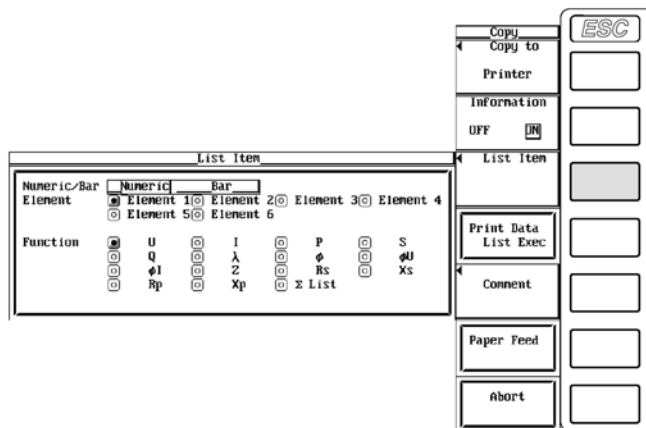 ESC
Copy
Copy to
Printer
Information
OFF ON
List Item
Print Data
List Exec
Comment
Paper Feed
Abort
List Item
Numeric/Bar Numeric Bar
Element Element 1 Element 2 Element 3 Element 4
Element 5 Element 6
Function U I P S
Q λ ϕ ϕU
ϕI Z Rs Xs
Rp Xp Σ List